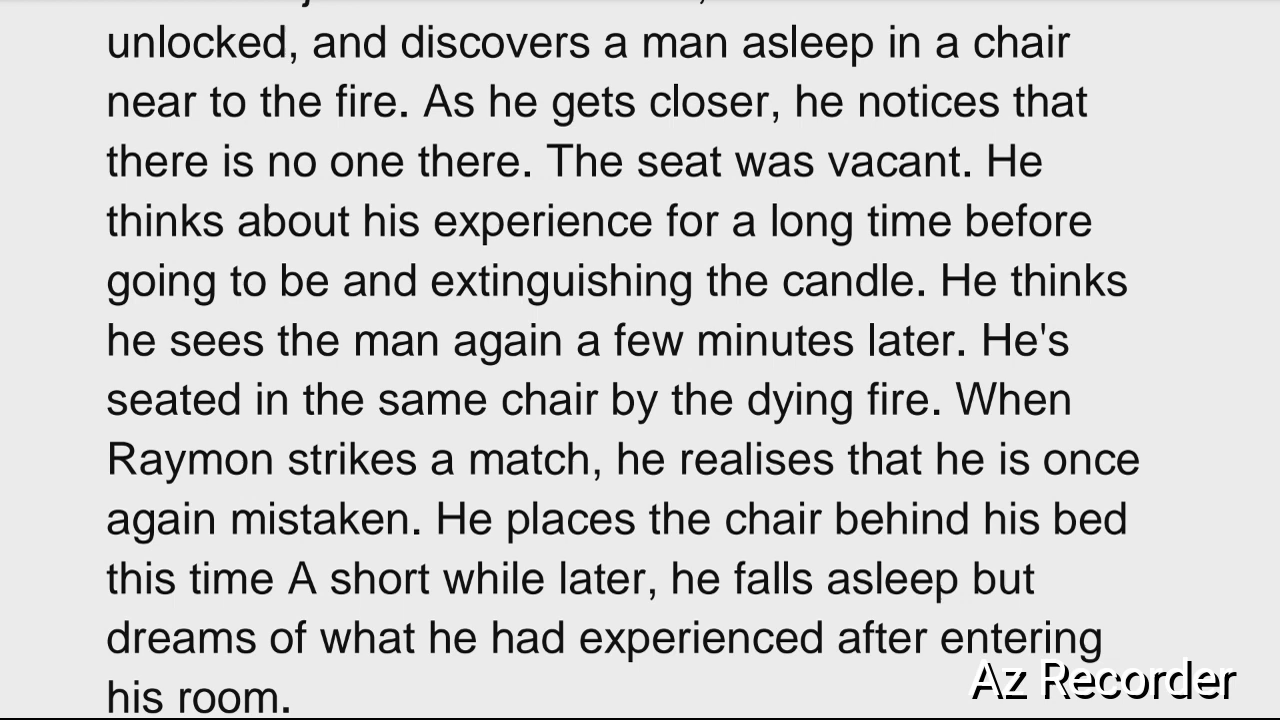 unlocked, and discovers a man asleep in a chair
near to the fire. As he gets closer, he notices that
there is no one there. The seat was vacant. He
thinks about his experience for a long time before
going to be and extinguishing the candle. He thinks
he sees the man again a few minutes later. He's
seated in the same chair by the dying fire. When
Raymon strikes a match, he realises that he is once
again mistaken. He places the chair behind his bed
this time A short while later, he falls asleep but
dreams of what he had experienced after entering
his room.
Az Recorder